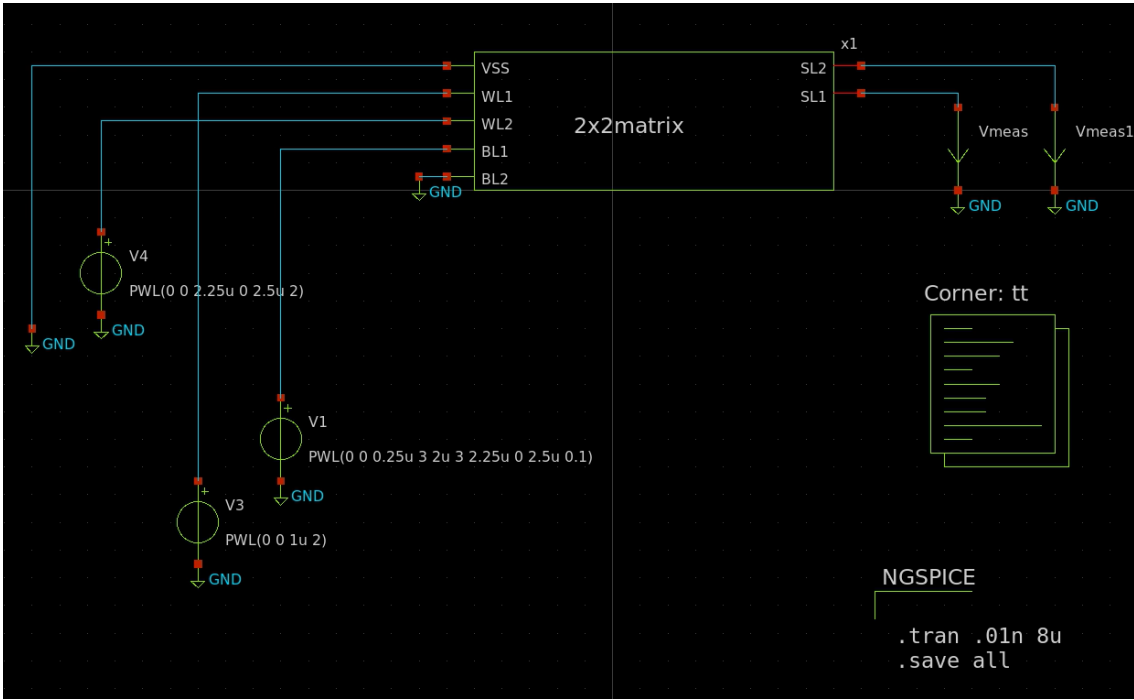 x1
VSS
SL2
WL1
SL1
WL2
2x2matrix
Vmeas
Vmeas1
BL1
BL2
GND
GND
GND
V4
PWL(0 0 2.25u 0 2.5u 2)
Corner: tt
GND
GND
V1
PWL(0 0 0.25u 3 2u 3 2.25u 0 2.5u 0.1)
GND
V3
PWL(0 0 1u 2)
GND
NGSPICE
.tran .01n 8u
.save all